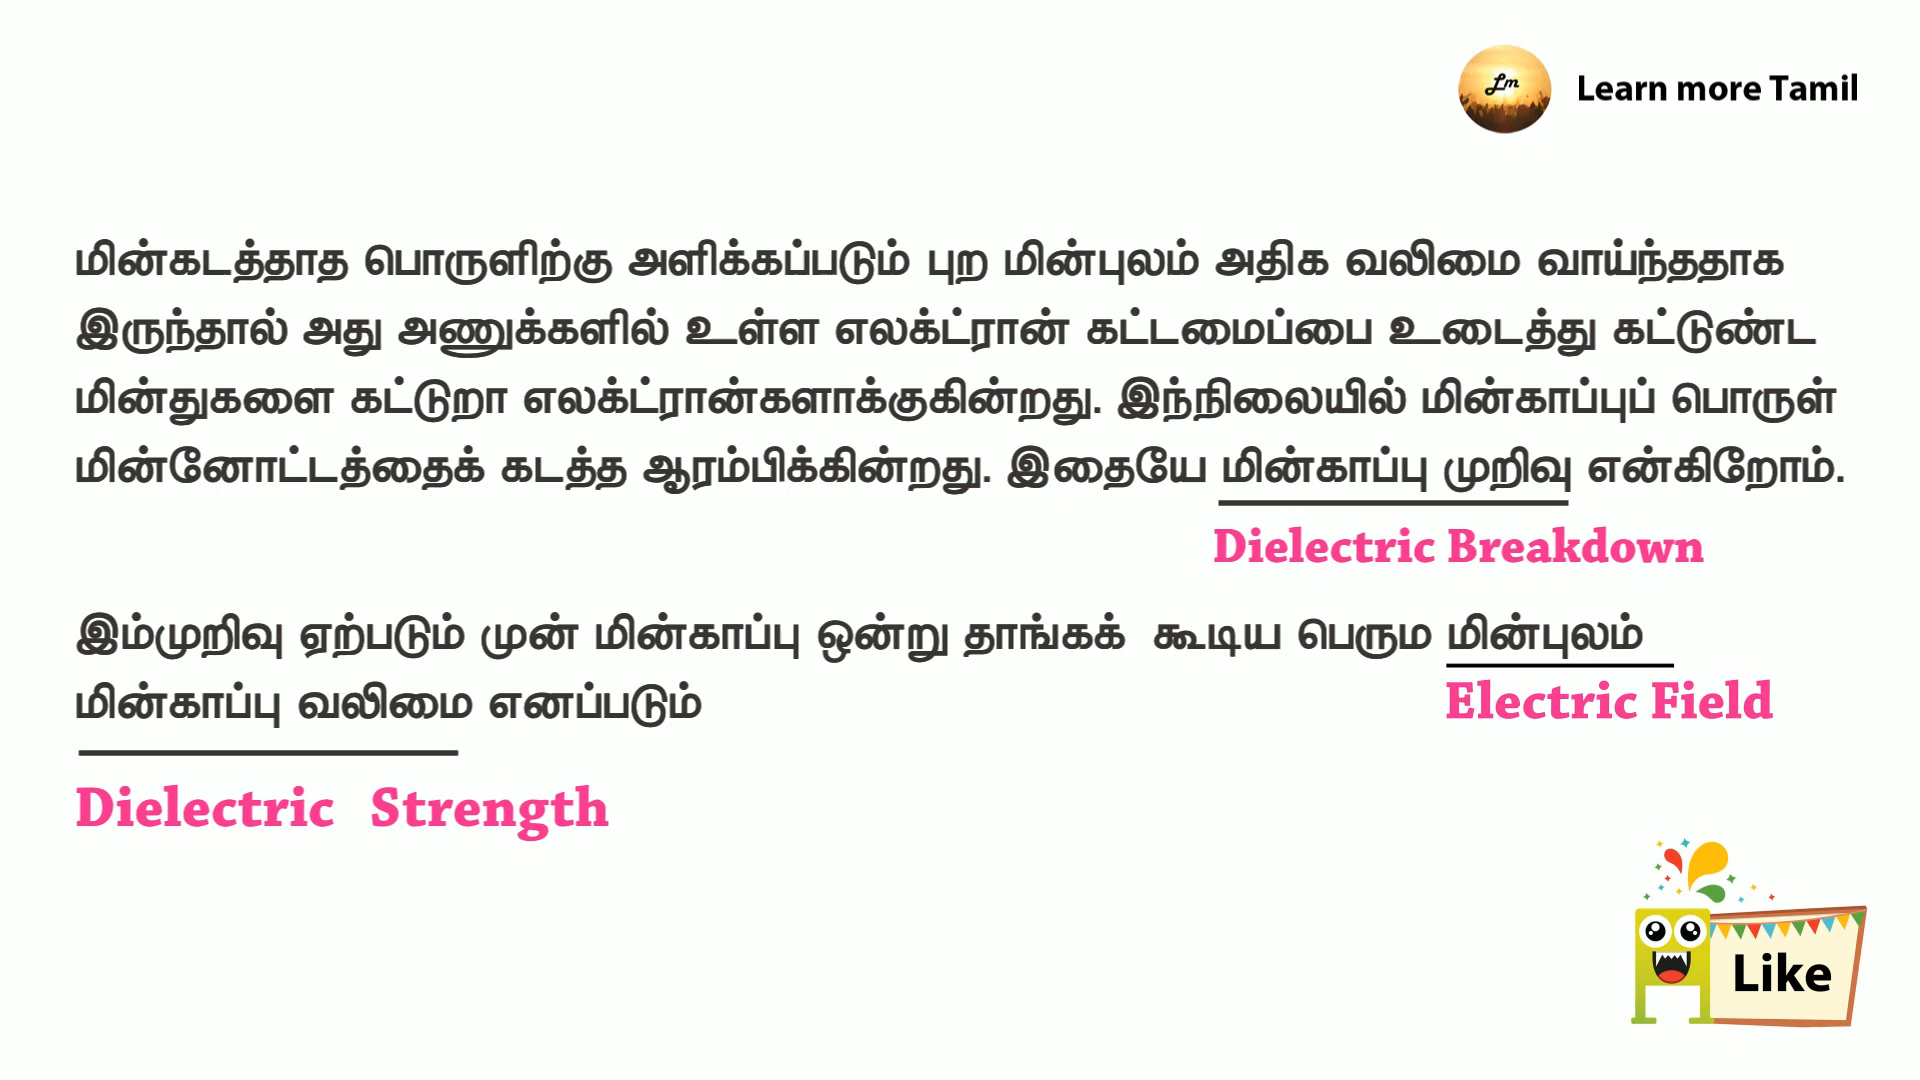 Lm
Learn more Tamil
மின்கடத்தாத பொருளிற்கு அளிக்கப்படும் புற மின்புலம் அதிக வலிமை வாய்ந்ததாக
இருந்தால் அது அணுக்களில் உள்ள எலக்ட்ரான் கட்டமைப்பை உடைத்து கட்டுண்ட
மின்துகளை கட்டுறா எலக்ட்ரான்களாக்குகின்றது. இந்நிலையில் மின்காப்புப் பொருள்
மின்னோட்டத்தைக் கடத்த ஆரம்பிக்கின்றது. இதையே மின்காப்பு முறிவு என்கிறோம்.
Dielectric Breakdown
இம்முறிவு ஏற்படும் முன் மின்காப்பு ஒன்று தாங்கக் கூடிய பெரும மின்புலம்
மின்காப்பு வலிமை எனப்படும்
Electric Field
Dielectric Strength
Like